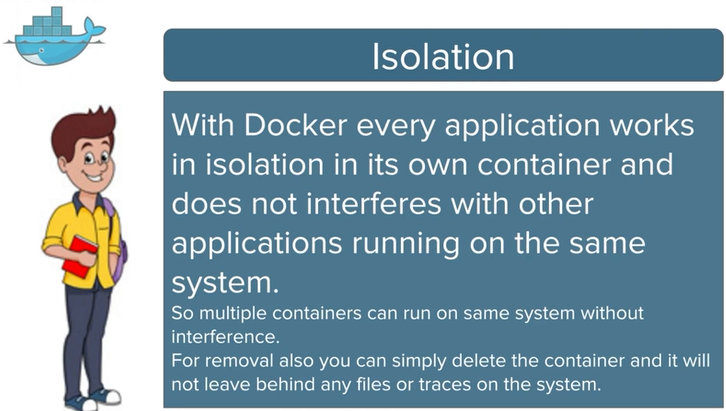 Isolation
With Docker every application works
in isolation in its own container and
does not interferes with other
applications running on the same
system.
So multiple containers can run on same system without
interference.
For removal also you can simply delete the container and it will
not leave behind any files or traces on the system.